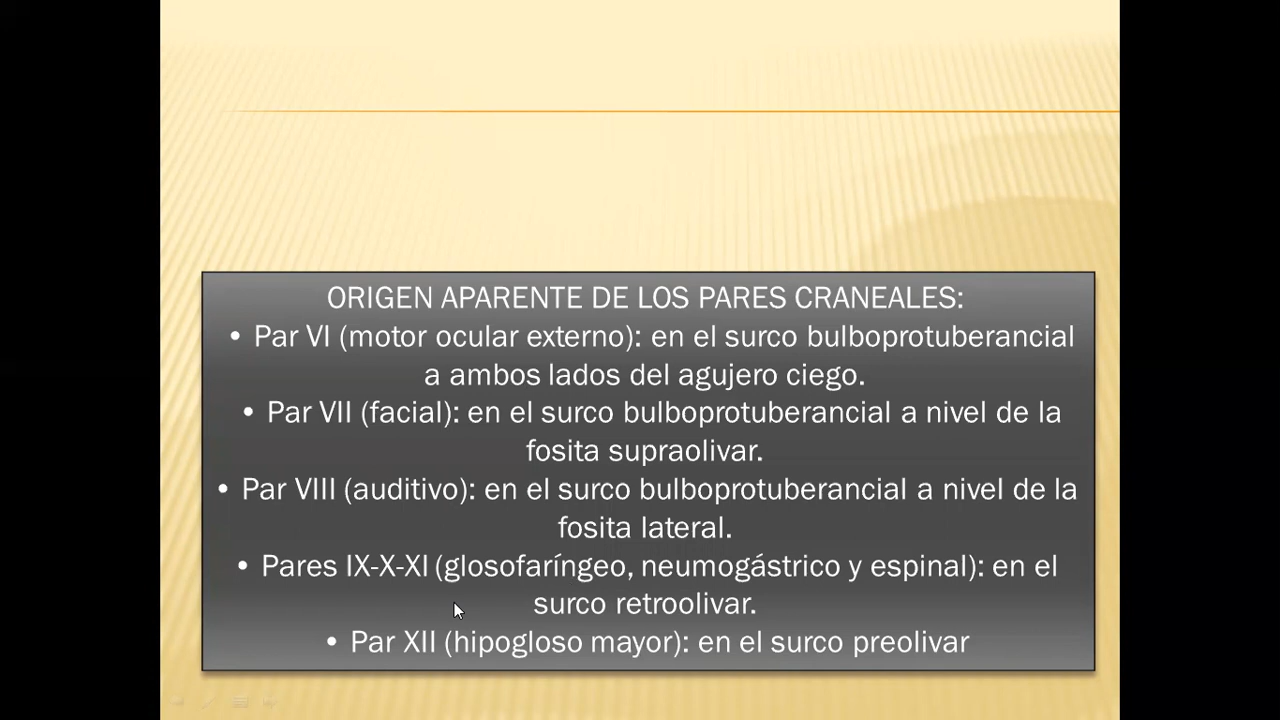 ORIGEN APARENTE DE LOS PARES CRANEALES:
• Par VI (motor ocular externo): en el surco bulboprotuberancial
a ambos lados del agujero ciego.
• Par VII (facial): en el surco bulboprotuberancial a nivel de la
fosita supraolivar.
• Par VIII (auditivo): en el surco bulboprotuberancial a nivel de la
fosita lateral.
• Pares IX-X-XI (glosofaríngeo, neumogástrico y espinal): en el
surco retroolivar.
• Par XII (hipogloso mayor): en el surco preolivar